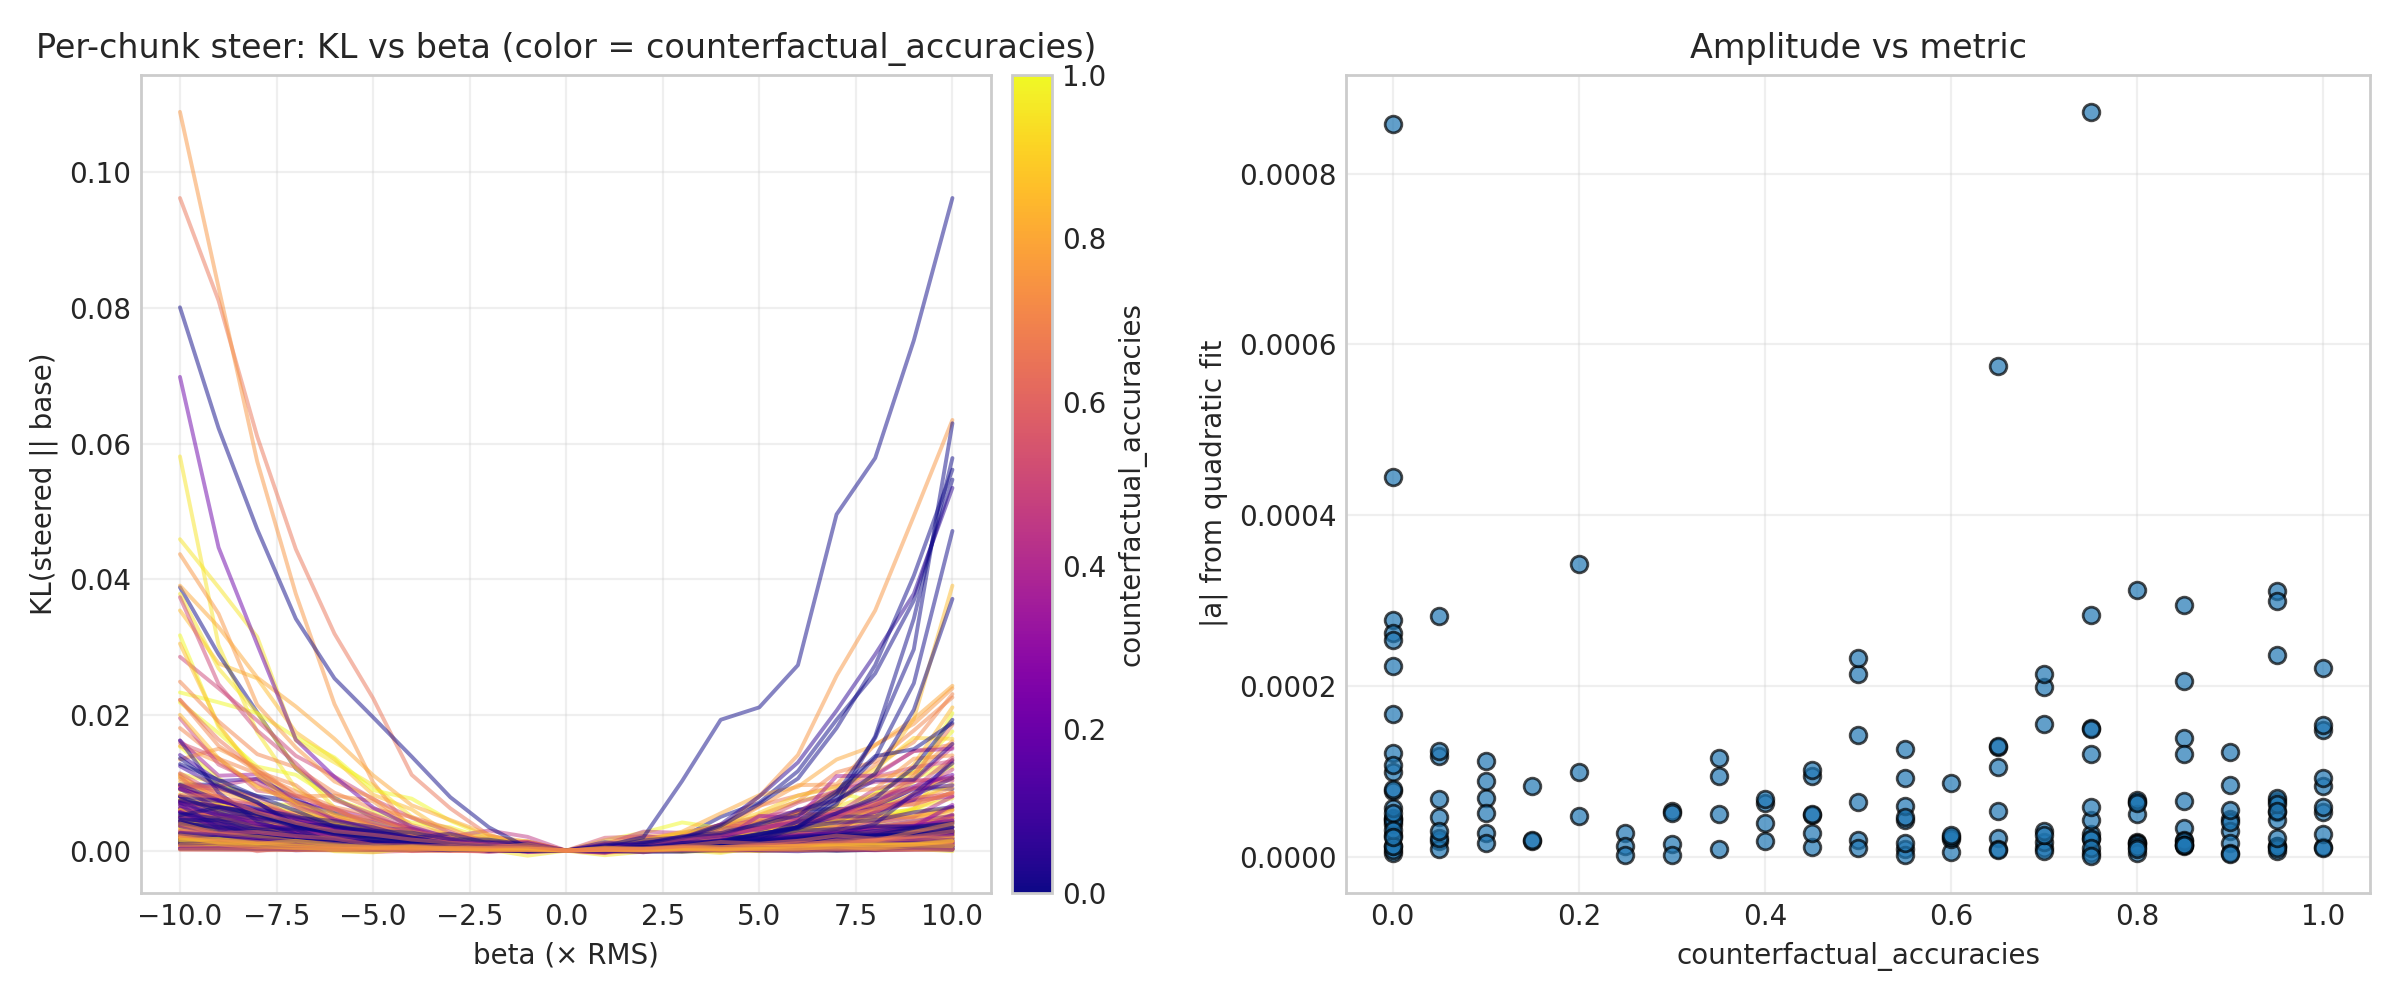 Per-chunk steer: KL vs beta (color = counterfactual_accuracies)
KL(steered || base)
0.10
0.08
0.06
0.04
0.02
0.00
−10.0 −7.5 −5.0 −2.5 0.0 2.5 5.0 7.5 10.0
beta (× RMS)
1.0
0.8
0.6
0.4
0.2
0.0
counterfactual_accuracies
Amplitude vs metric
|a| from quadratic fit
0.0008
0.0006
0.0004
0.0002
0.0000
0.0 0.2 0.4 0.6 0.8 1.0
counterfactual_accuracies